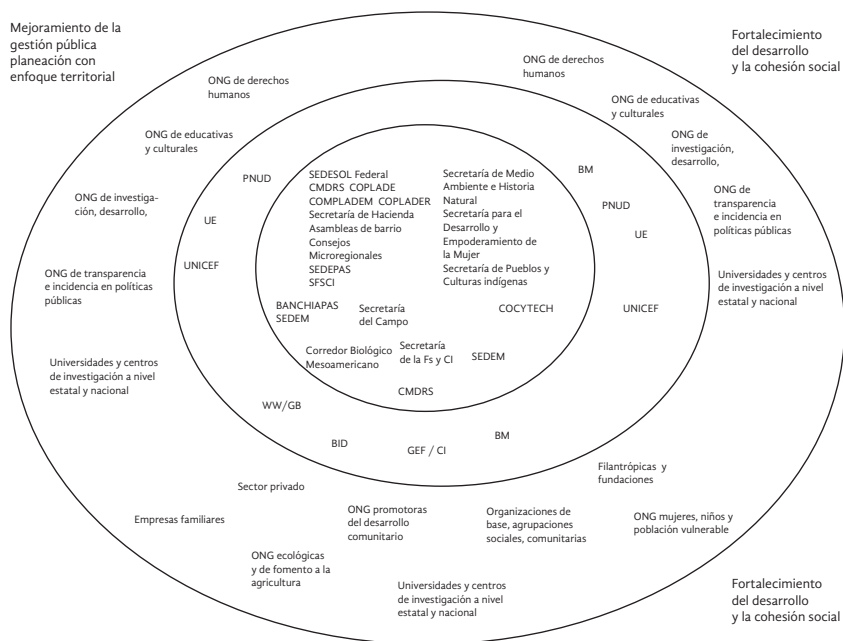 Mejoramiento de la
gestión pública
planeación con
enfoque territorial
Fortalecimiento
del desarrollo
y la cohesión social
ONG de derechos
humanos
ONG de derechos
humanos
ONG de educativas
y culturales
ONG de educativas
y culturales
ONG de investiga-
ción, desarrollo,
ONG de
investigación,
desarrollo,
ONG de transparencia
e incidencia en políticas
públicas
ONG de
transparencia
e incidencia en
políticas públicas
Universidades y centros
de investigación a nivel
estatal y nacional
Universidades y centros
de investigación a nivel
estatal y nacional
PNUD
UE
UNICEF
BM
PNUD
UE
UNICEF
SEDESOL Federal
CMDRS COPLADE
COMPLADEM COPLADER
Secretaría de Hacienda
Asambleas de barrio
Consejos
Microregionales
SEDEPAS
SFSCI
Secretaría de Medio
Ambiente e Historia
Natural
Secretaría para el
Desarrollo y
Empoderamiento de
la Mujer
Secretaría de Pueblos y
Culturas indígenas
BANCHIAPAS
SEDEM
Secretaría
del Campo
COCYTECH
Corredor Biológico
Mesoamericano
Secretaría
de la Fs y CI
SEDEM
CMDRS
WW/GB
BID
GEF / CI
BM
Filantrópicas y
fundaciones
Sector privado
Empresas familiares
ONG promotoras
del desarrollo
comunitario
Organizaciones de
base, agrupaciones
sociales, comunitarias
ONG mujeres, niños y
población vulnerable
ONG ecológicas
y de fomento a la
agricultura
Universidades y centros
de investigación a nivel
estatal y nacional
Fortalecimiento
del desarrollo
y la cohesión social